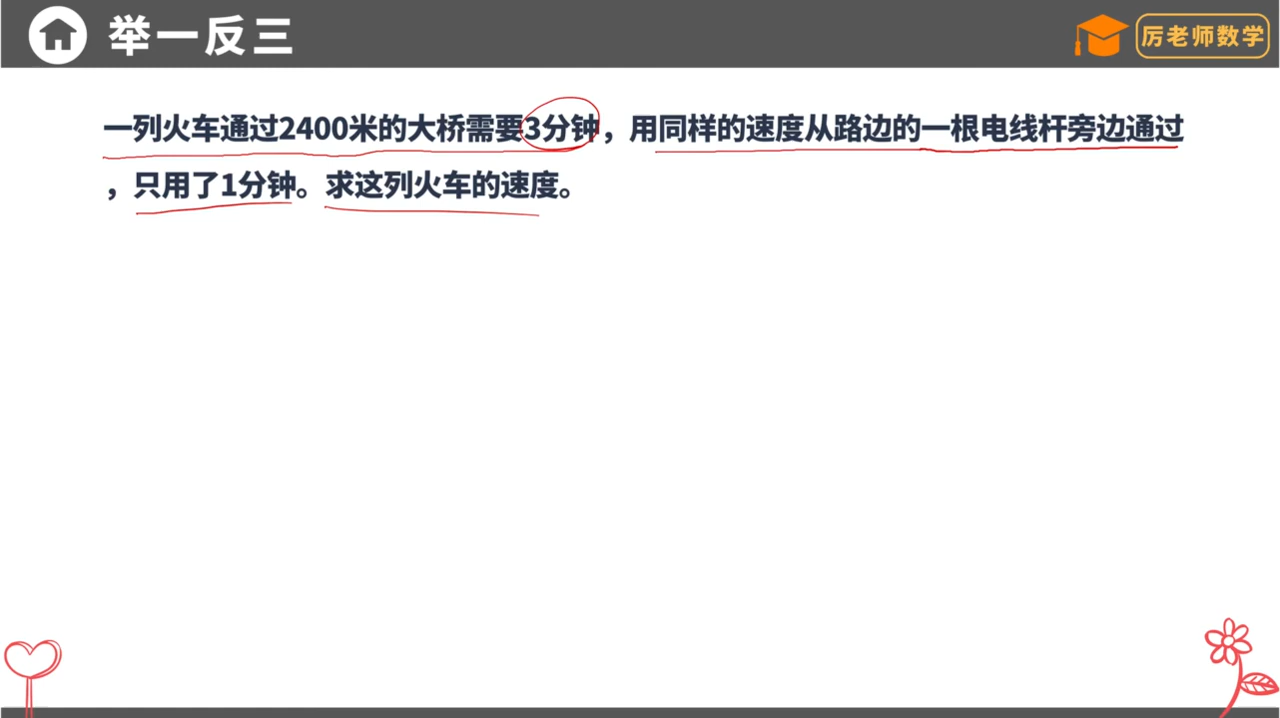 举一反三
厉老师数学
一列火车通过2400米的大桥需要3分钟，用同样的速度从路边的一根电线杆旁边通过
，只用了1分钟。求这列火车的速度。